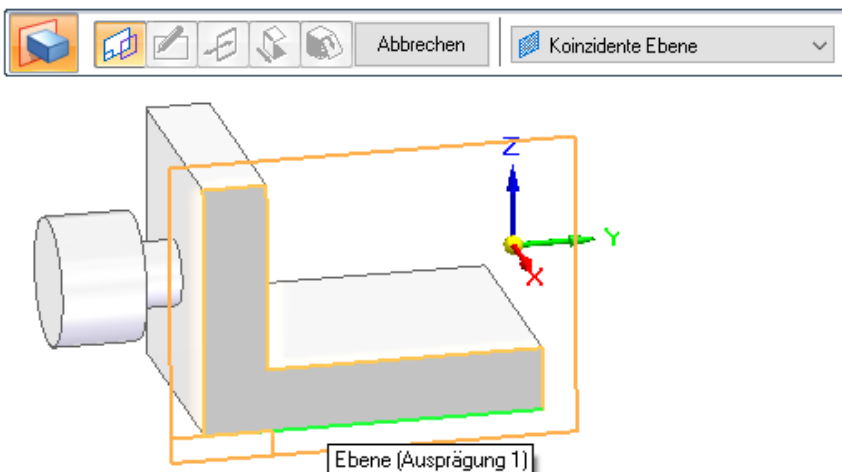 Abbrechen
Koinzidente Ebene
Z
Y
X
Ebene (Ausprägung 1)